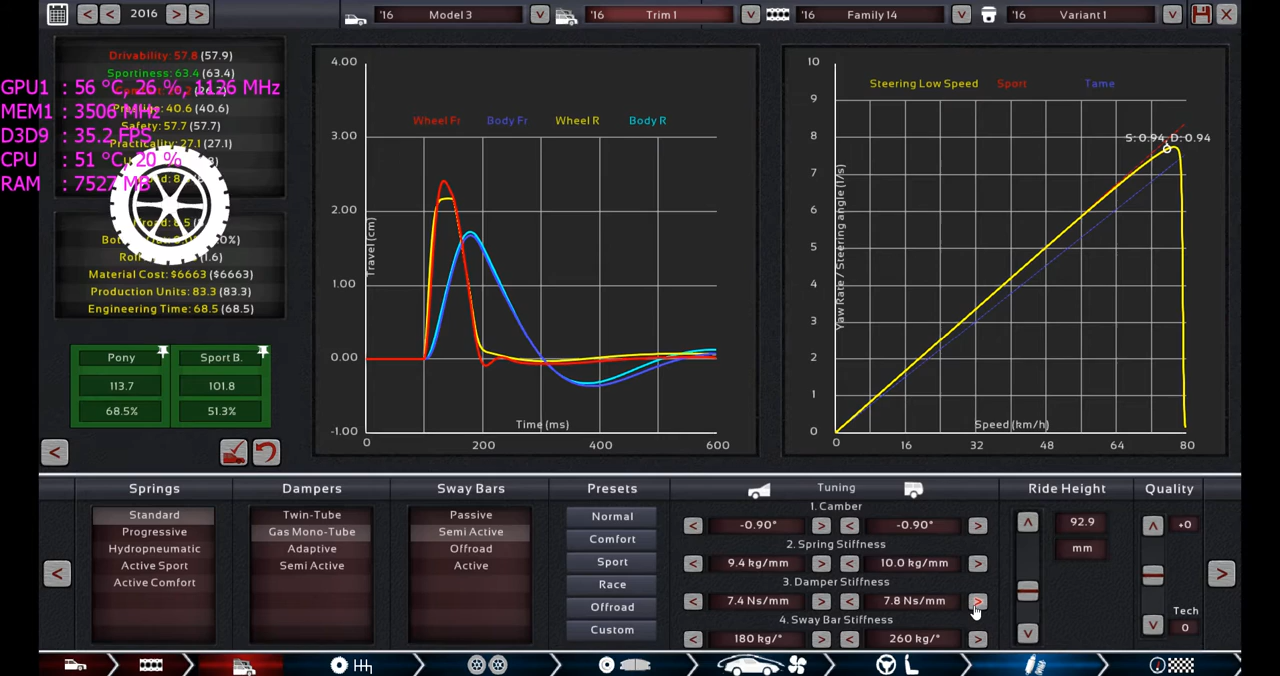 2016
'16 Model 3
'16 Trim 1
'16 Family 14
'16 Variant 1
Drivability: 57.8 (57.9)
Sportiness: 63.4 (63.4)
GPU1 : 56 °C, 26 %, 1136 MHz
40.6 (40.6)
MEM1 : 3506 MHz
Safety: 57.7 (57.7)
D3D9 : 35.2 FPS
Practicality: 27.1 (27.1)
CPU : 51 °C, 20 %
RAM : 7527 MB
Material Cost: $6663 ($6663)
Production Units: 83.3 (83.3)
Engineering Time: 68.5 (68.5)
Pony
Sport B.
113.7
101.8
68.5%
51.3%
4.00
3.00
2.00
1.00
0.00
-1.00
Wheel Fr
Body Fr
Wheel R
Body R
Travel (cm)
Time (ms)
0
200
400
600
10
9
8
7
6
5
4
3
2
1
0
Steering Low Speed
Sport
Tame
S: 0.94, D: 0.94
Yaw Rate / Steering angle (1/s)
Speed (km/h)
0
16
32
48
64
80
Springs
Standard
Progressive
Hydropneumatic
Active Sport
Active Comfort
Dampers
Twin-Tube
Gas Mono-Tube
Adaptive
Semi Active
Sway Bars
Passive
Semi Active
Offroad
Active
Presets
Normal
Comfort
Sport
Race
Offroad
Custom
Tuning
1. Camber
-0.90°
-0.90°
2. Spring Stiffness
9.4 kg/mm
10.0 kg/mm
3. Damper Stiffness
7.4 Ns/mm
7.8 Ns/mm
4. Sway Bar Stiffness
180 kg/°
260 kg/°
Ride Height
92.9
mm
Quality
+0
Tech
0